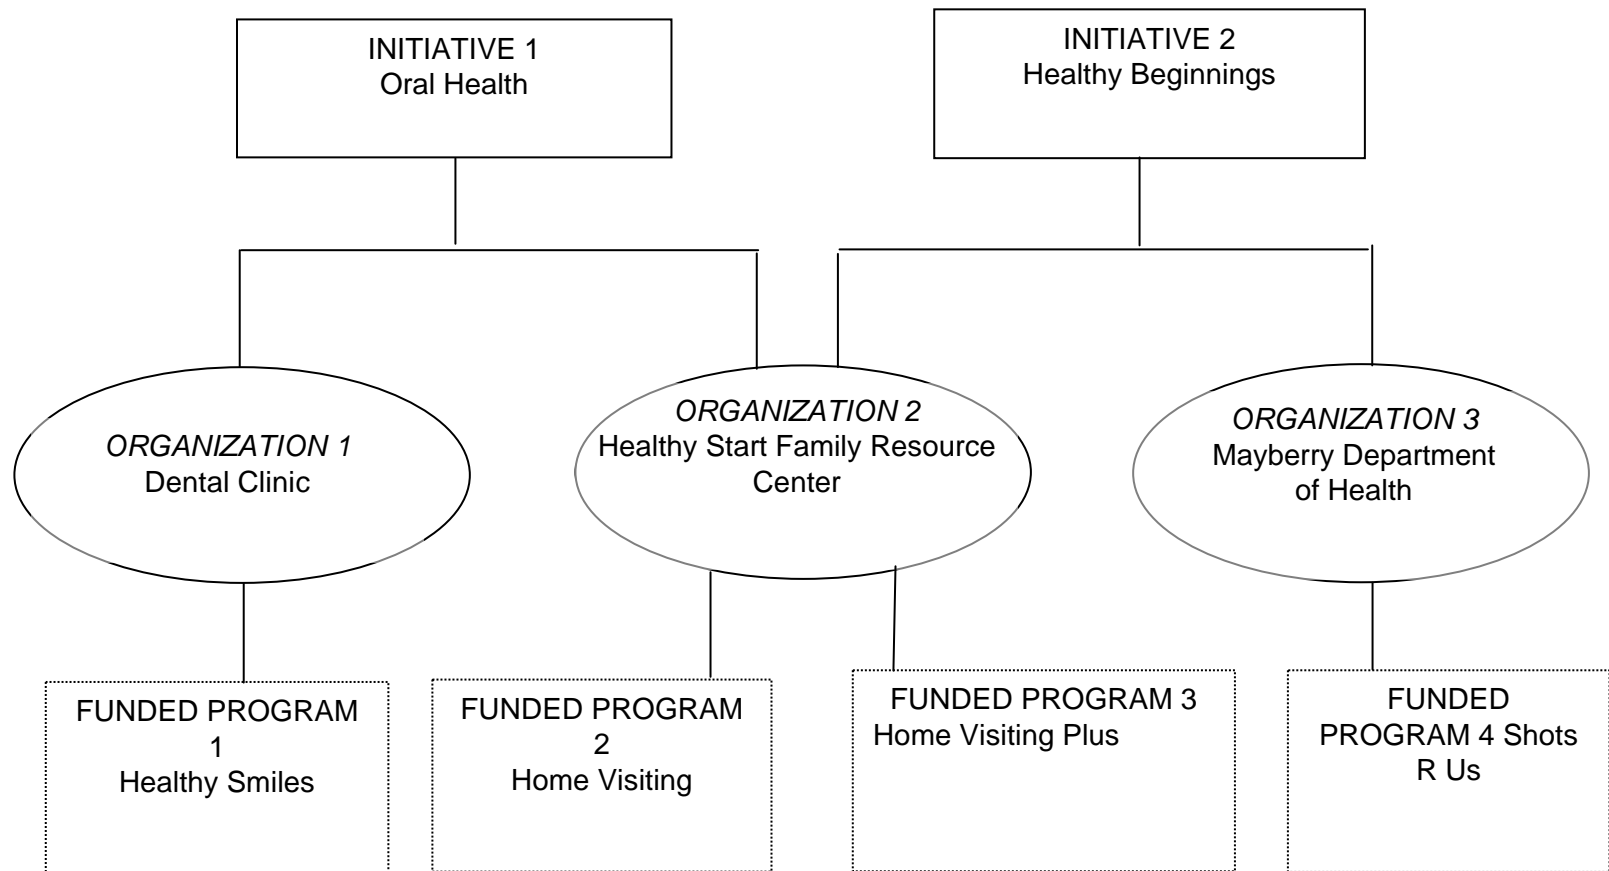 INITIATIVE 1
Oral Health
INITIATIVE 2
Healthy Beginnings
ORGANIZATION 1
Dental Clinic
ORGANIZATION 2
Healthy Start Family Resource
Center
ORGANIZATION 3
Mayberry Department
of Health
FUNDED PROGRAM
1
Healthy Smiles
FUNDED PROGRAM
2
Home Visiting
FUNDED PROGRAM 3
Home Visiting Plus
FUNDED
PROGRAM 4 Shots
R Us